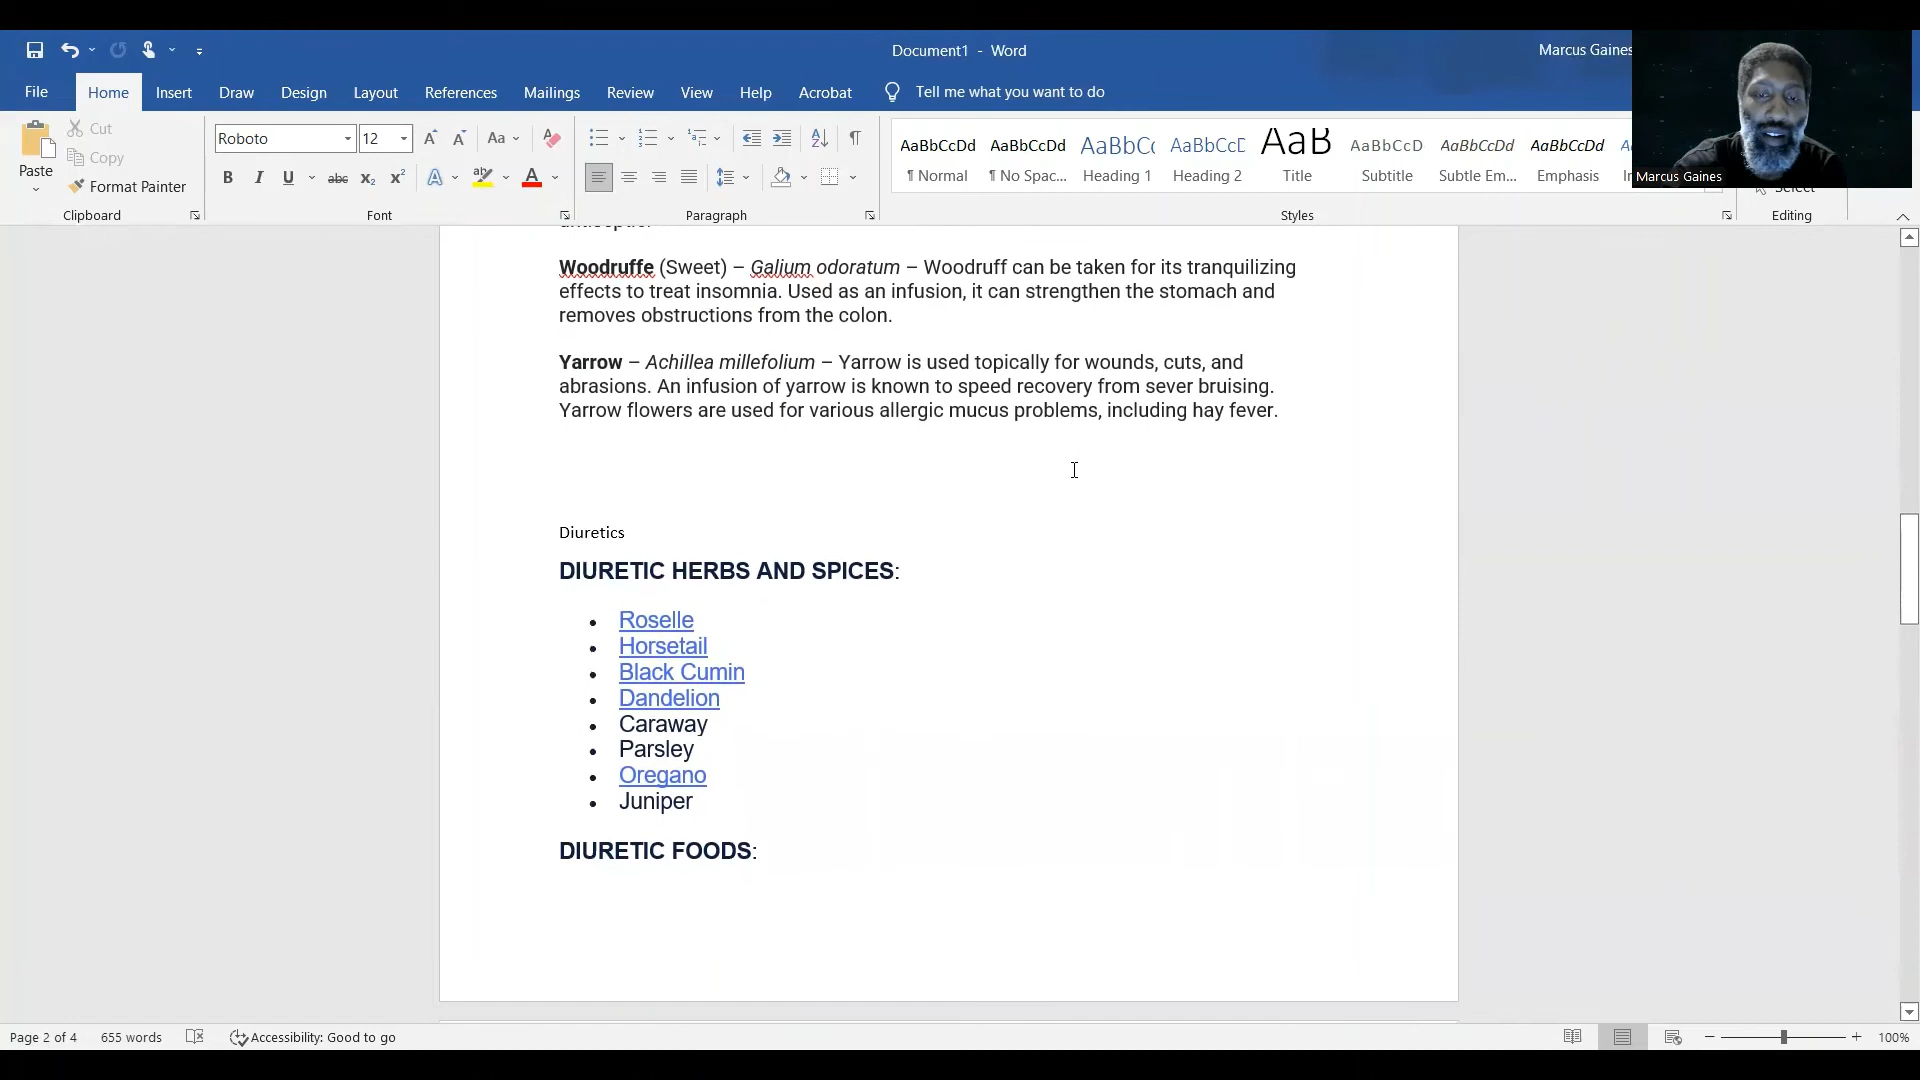 Document1 - Word
Marcus Gaines
File Home Insert Draw Design Layout References Mailings Review View Help Acrobat Tell me what you want to do
Cut
Copy
Paste
Format Painter
Clipboard
Roboto 12
Font
Paragraph
AaBbCcDd AaBbCcDd AaBbCc AaBbCcD AaB AaBbCcD AaBbCcDd AaBbCcDd
¶ Normal ¶ No Spac... Heading 1 Heading 2 Title Subtitle Subtle Em... Emphasis
Styles
Marcus Gaines
Select
Editing
Woodruffe (Sweet) – Galium odoratum – Woodruff can be taken for its tranquilizing
effects to treat insomnia. Used as an infusion, it can strengthen the stomach and
removes obstructions from the colon.
Yarrow – Achillea millefolium – Yarrow is used topically for wounds, cuts, and
abrasions. An infusion of yarrow is known to speed recovery from sever bruising.
Yarrow flowers are used for various allergic mucus problems, including hay fever.
Diuretics
DIURETIC HERBS AND SPICES:
• Roselle
• Horsetail
• Black Cumin
• Dandelion
• Caraway
• Parsley
• Oregano
• Juniper
DIURETIC FOODS:
Page 2 of 4 655 words Accessibility: Good to go 100%